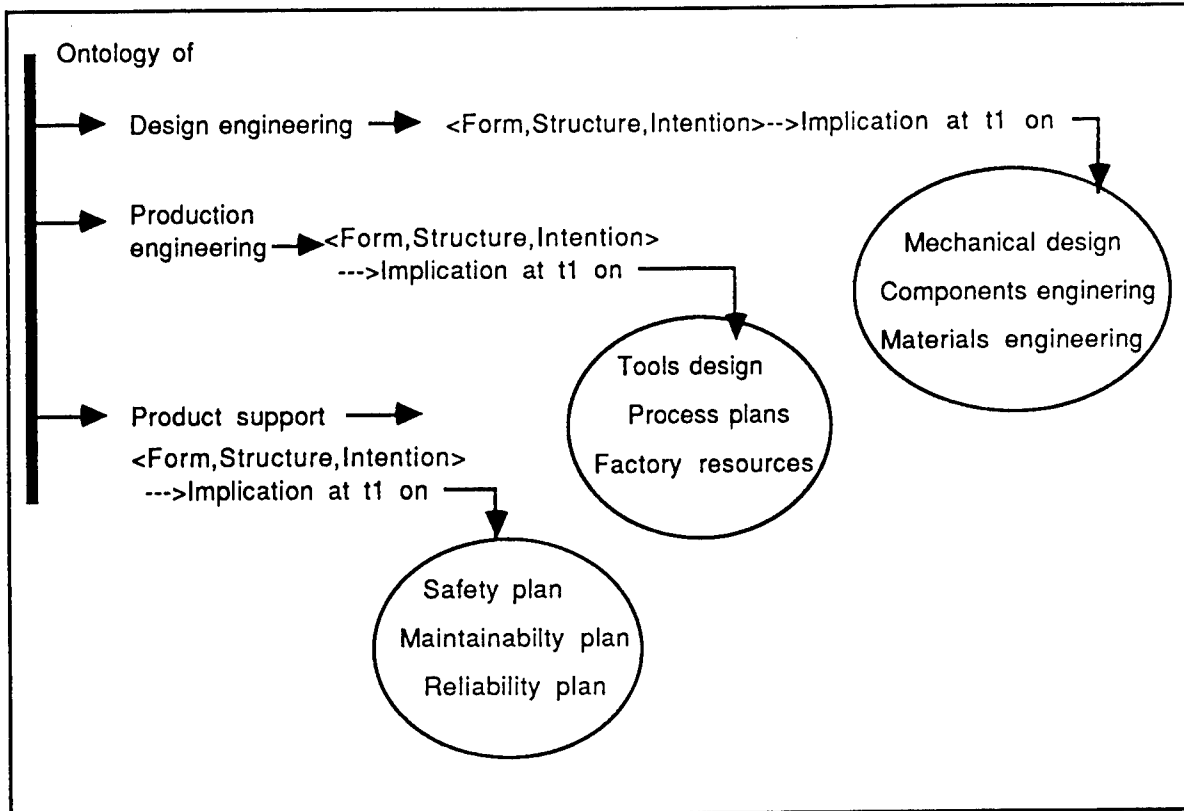 Ontology of
Design engineering
<Form,Structure,Intention>-->Implication at t1 on
Mechanical design
Components enginering
Materials engineering
Production
engineering
<Form,Structure,Intention>
--->Implication at t1 on
Tools design
Process plans
Factory resources
Product support
<Form,Structure,Intention>
--->Implication at t1 on
Safety plan
Maintainabilty plan
Reliability plan